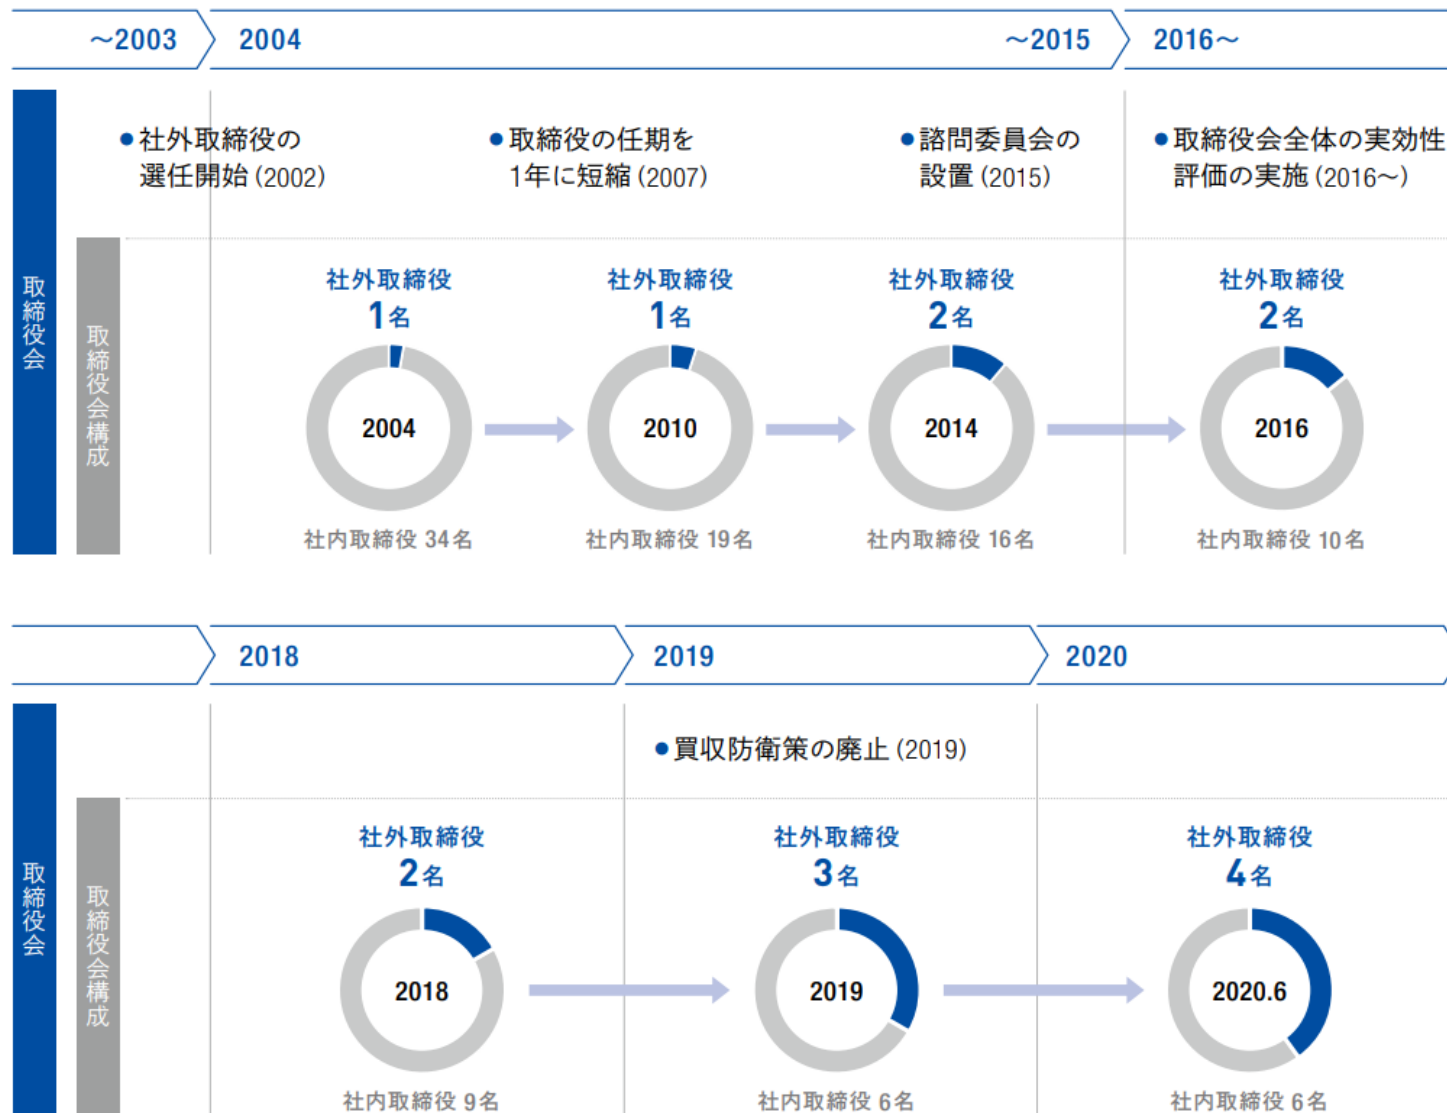 ～2003
2004
～2015
2016～
社外取締役の
選任開始 (2002)
取締役の任期を
1年に短縮 (2007)
諮問委員会の
設置 (2015)
取締役会全体の実効性
評価の実施 (2016～)
取締役会
取締役会構成
社外取締役
1名
2004
社内取締役 34名
社外取締役
1名
2010
社内取締役 19名
社外取締役
2名
2014
社内取締役 16名
社外取締役
2名
2016
社内取締役 10名
2018
2019
2020
買収防衛策の廃止 (2019)
取締役会
取締役会構成
社外取締役
2名
2018
社内取締役 9名
社外取締役
3名
2019
社内取締役 6名
社外取締役
4名
2020.6
社内取締役 6名